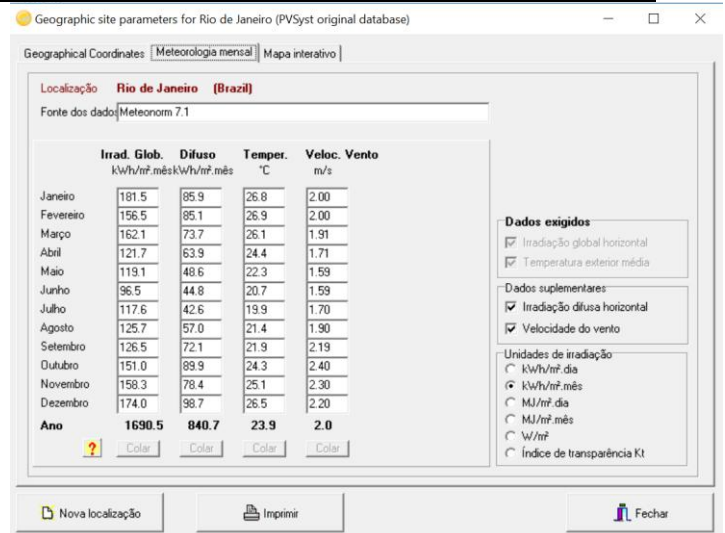 Geographic site parameters for Rio de Janeiro (PVSyst original database)
Geographical Coordinates Meteorologia mensal Mapa interativo
Localização Rio de Janeiro (Brazil)
Fonte dos dados Meteonorm 7.1
Irrad. Glob. Difuso Temper. Veloc. Vento
kWh/m².mês kWh/m².mês °C m/s
Janeiro 181.5 85.9 26.8 2.00
Fevereiro 156.5 85.1 26.9 2.00
Março 162.1 73.7 26.1 1.91
Abril 121.7 63.9 24.4 1.71
Maio 119.1 48.6 22.3 1.59
Junho 96.5 44.8 20.7 1.59
Julho 117.6 42.6 19.9 1.70
Agosto 125.7 57.0 21.4 1.90
Setembro 126.5 72.1 21.9 2.19
Outubro 151.0 89.9 24.3 2.40
Novembro 158.3 78.4 25.1 2.30
Dezembro 174.0 98.7 26.5 2.20
Ano 1690.5 840.7 23.9 2.0
? Colar Colar Colar Colar
Dados exigidos
Irradiação global horizontal
Temperatura exterior média
Dados suplementares
Irradiação difusa horizontal
Velocidade do vento
Unidades de irradiação
kWh/m².dia
kWh/m².mês
MJ/m².dia
MJ/m².mês
W/m²
Índice de transparência Kt
Nova localização Imprimir Fechar